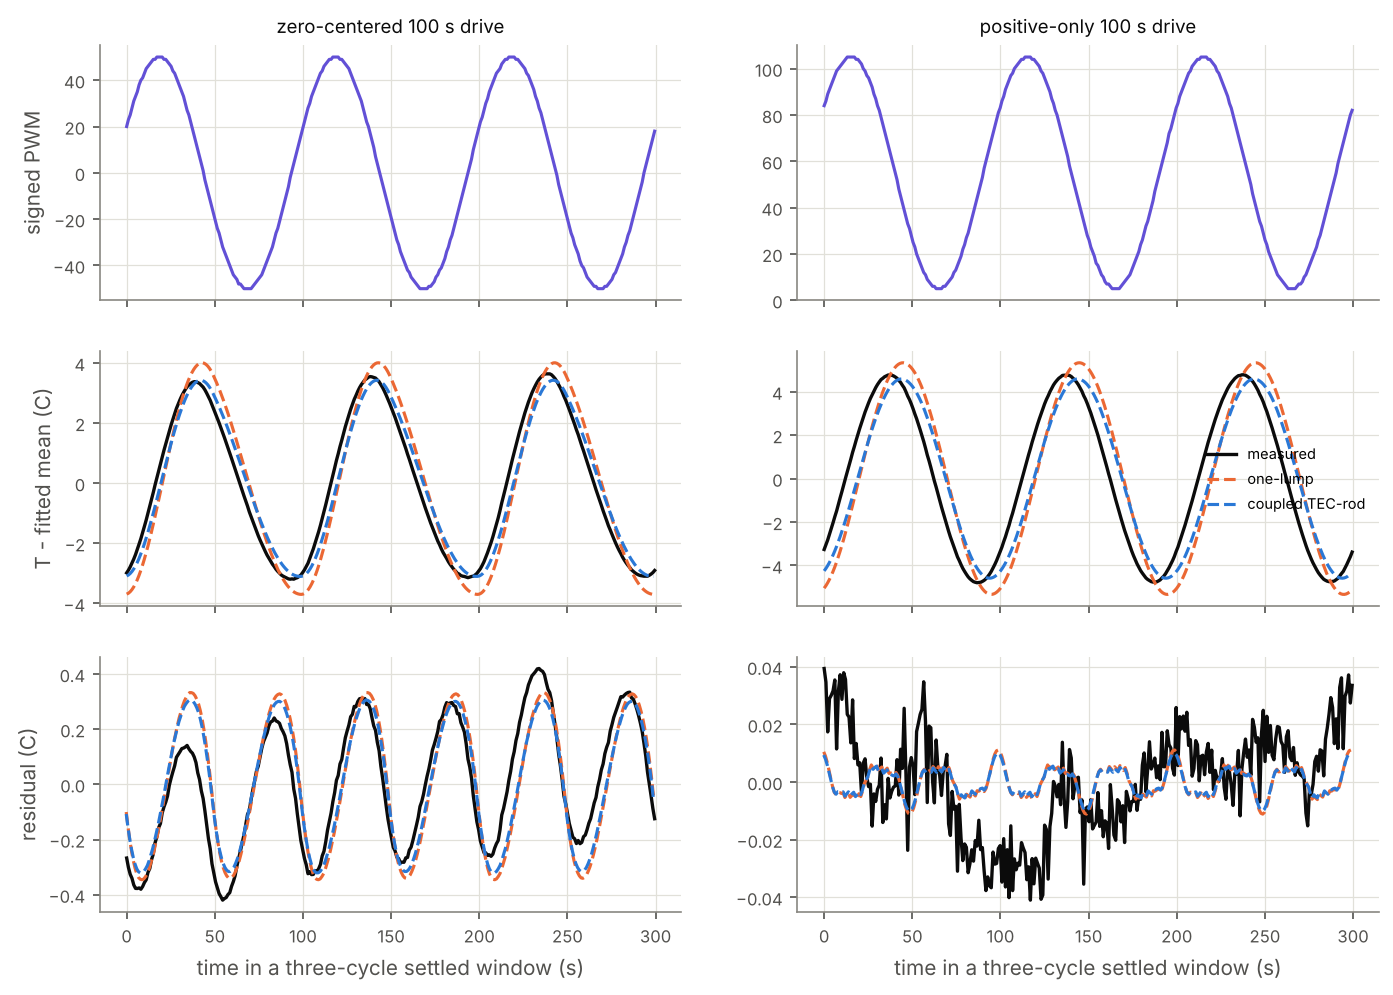 zero-centered 100 s drive
positive-only 100 s drive
signed PWM
40
20
0
−20
−40
100
80
60
40
20
0
T - fitted mean (C)
4
2
0
−2
−4
4
2
0
−2
−4
measured
one-lump
coupled TEC-rod
residual (C)
0.4
0.2
0.0
−0.2
−0.4
0.04
0.02
0.00
−0.02
−0.04
0 50 100 150 200 250 300
0 50 100 150 200 250 300
time in a three-cycle settled window (s)
time in a three-cycle settled window (s)